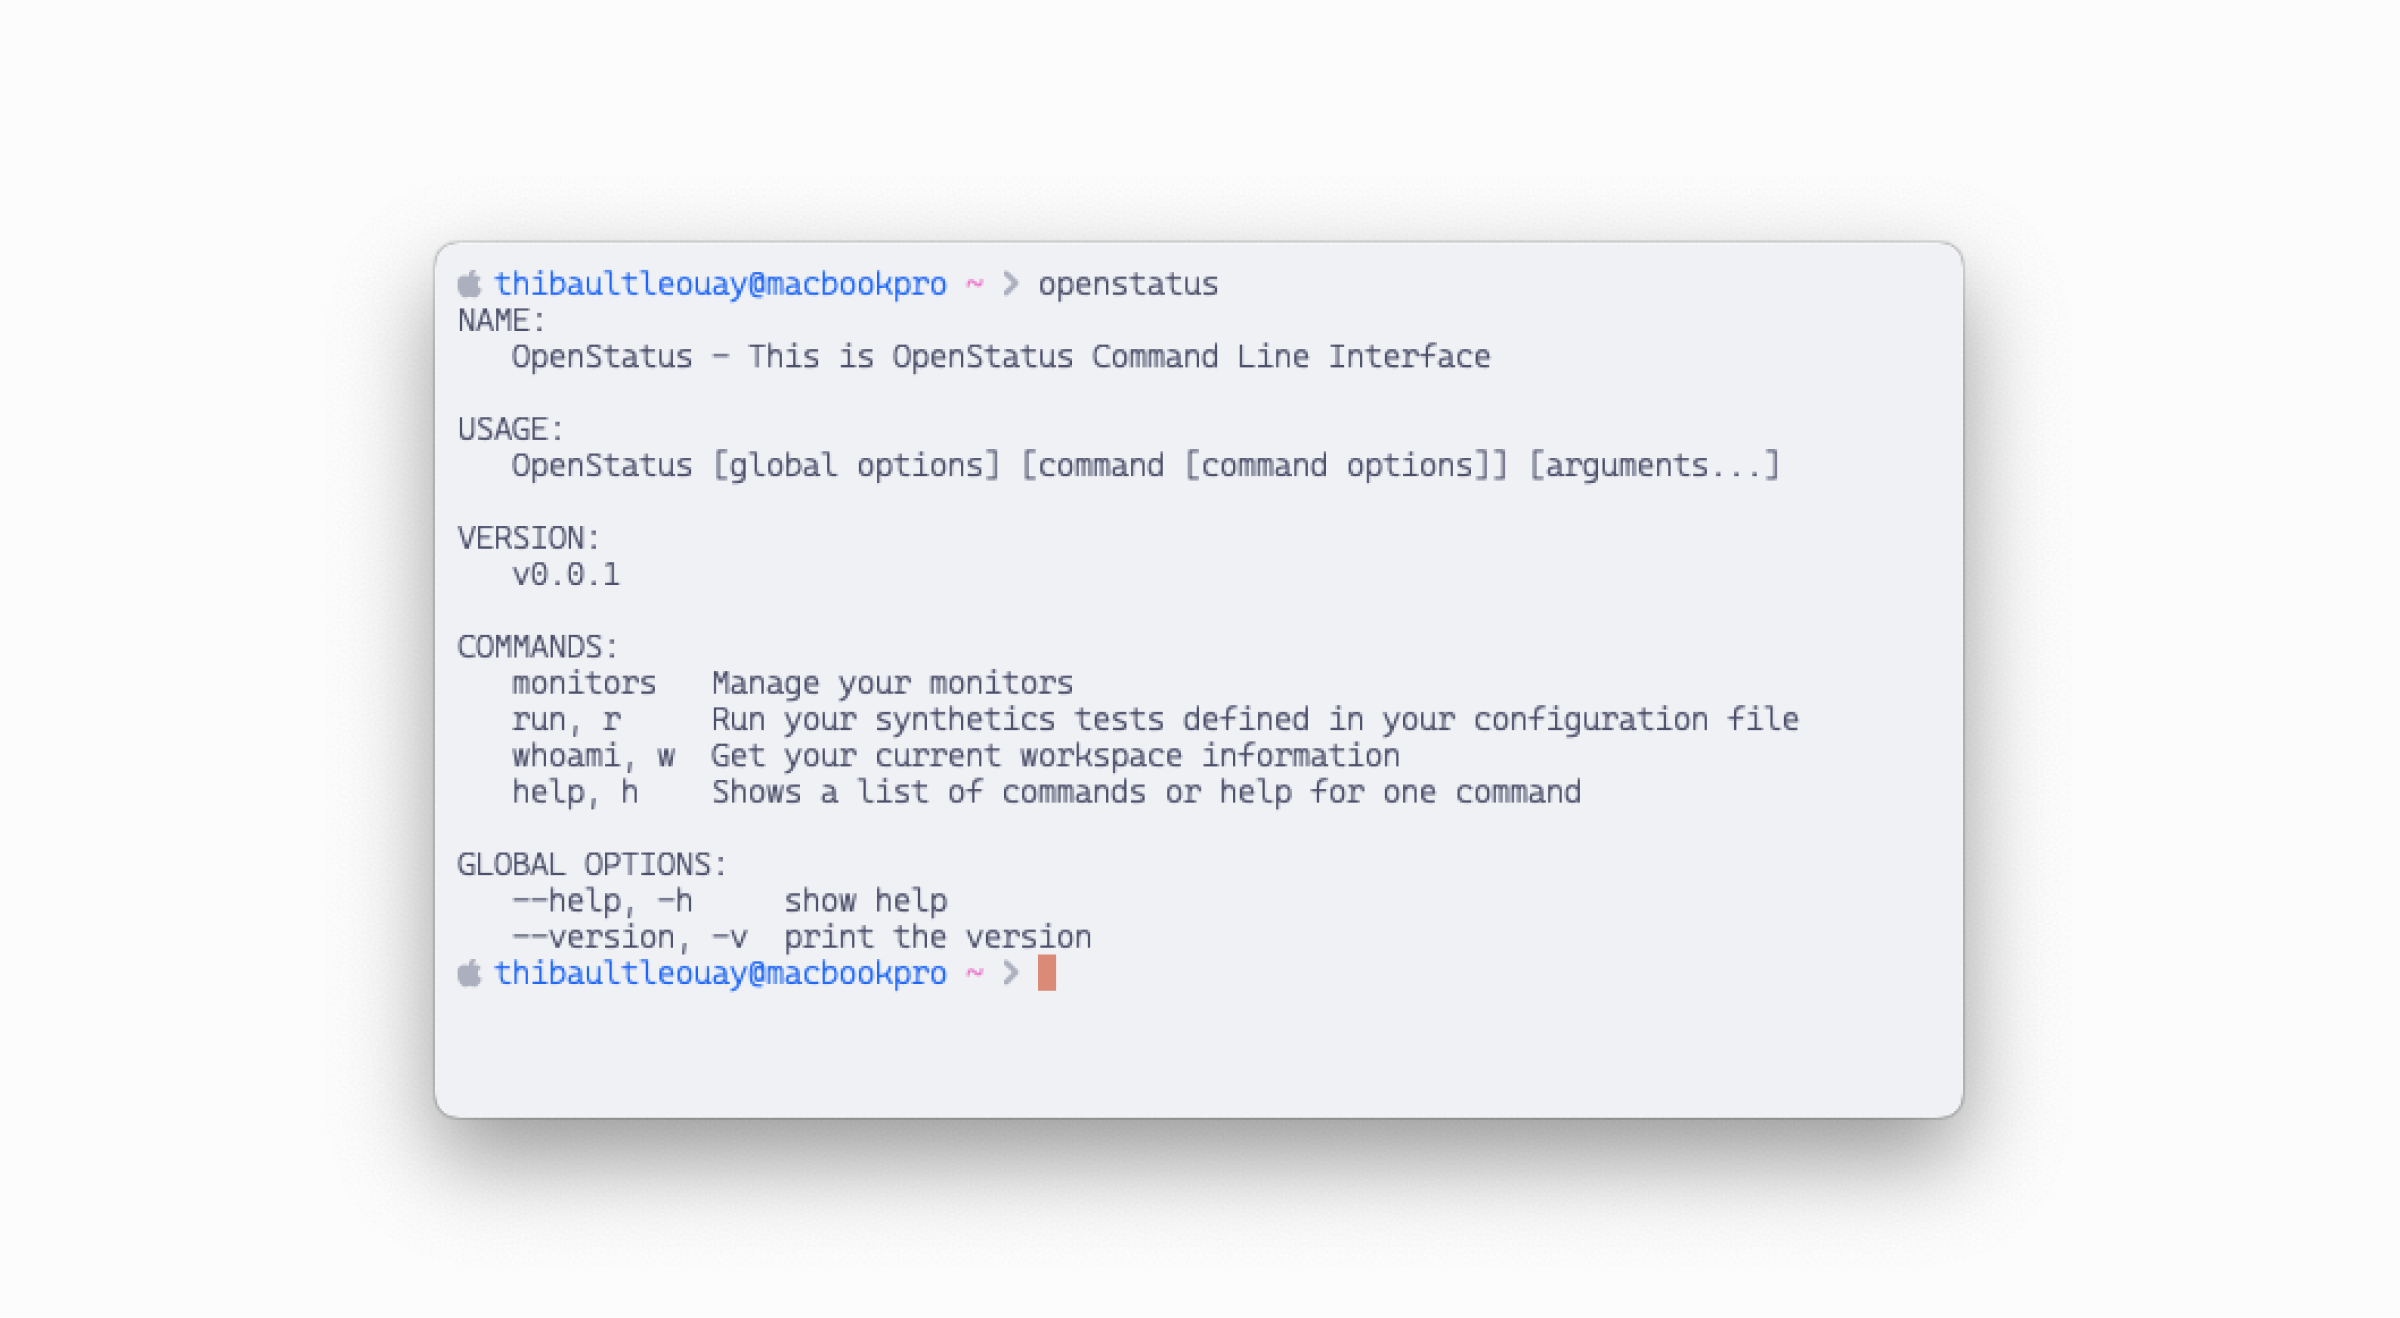 thibaultleouay@macbookpro ~ > openstatus
NAME:
   OpenStatus - This is OpenStatus Command Line Interface

USAGE:
   OpenStatus [global options] [command [command options]] [arguments...]

VERSION:
   v0.0.1

COMMANDS:
   monitors   Manage your monitors
   run, r     Run your synthetics tests defined in your configuration file
   whoami, w  Get your current workspace information
   help, h    Shows a list of commands or help for one command

GLOBAL OPTIONS:
   --help, -h     show help
   --version, -v  print the version
thibaultleouay@macbookpro ~ >